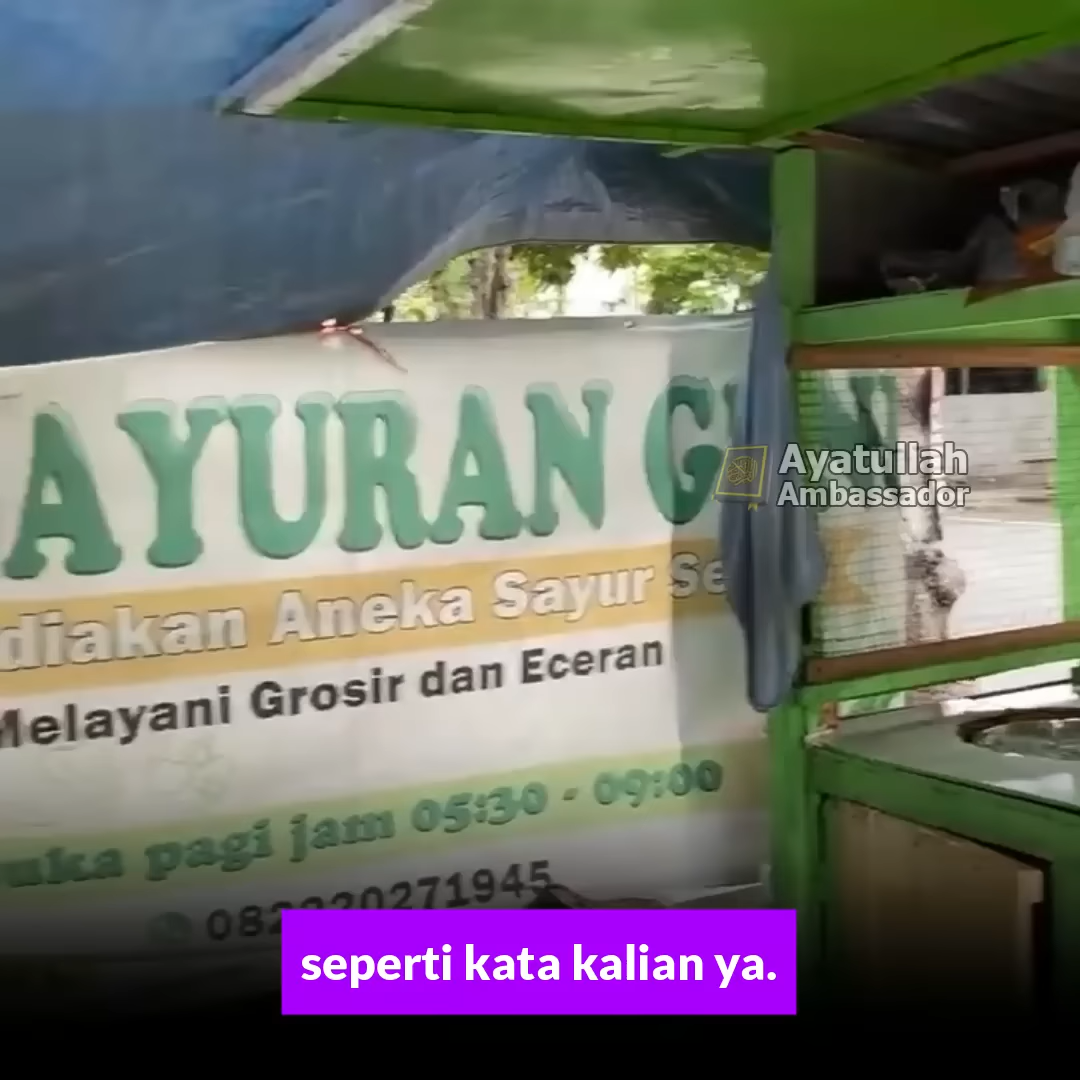 AYURAN
diakan Aneka Sayur
Melayani Grosir dan Eceran
uka pagi jam 05:30 - 09:00
Ayatullah
Ambassador
seperti kata kalian ya.